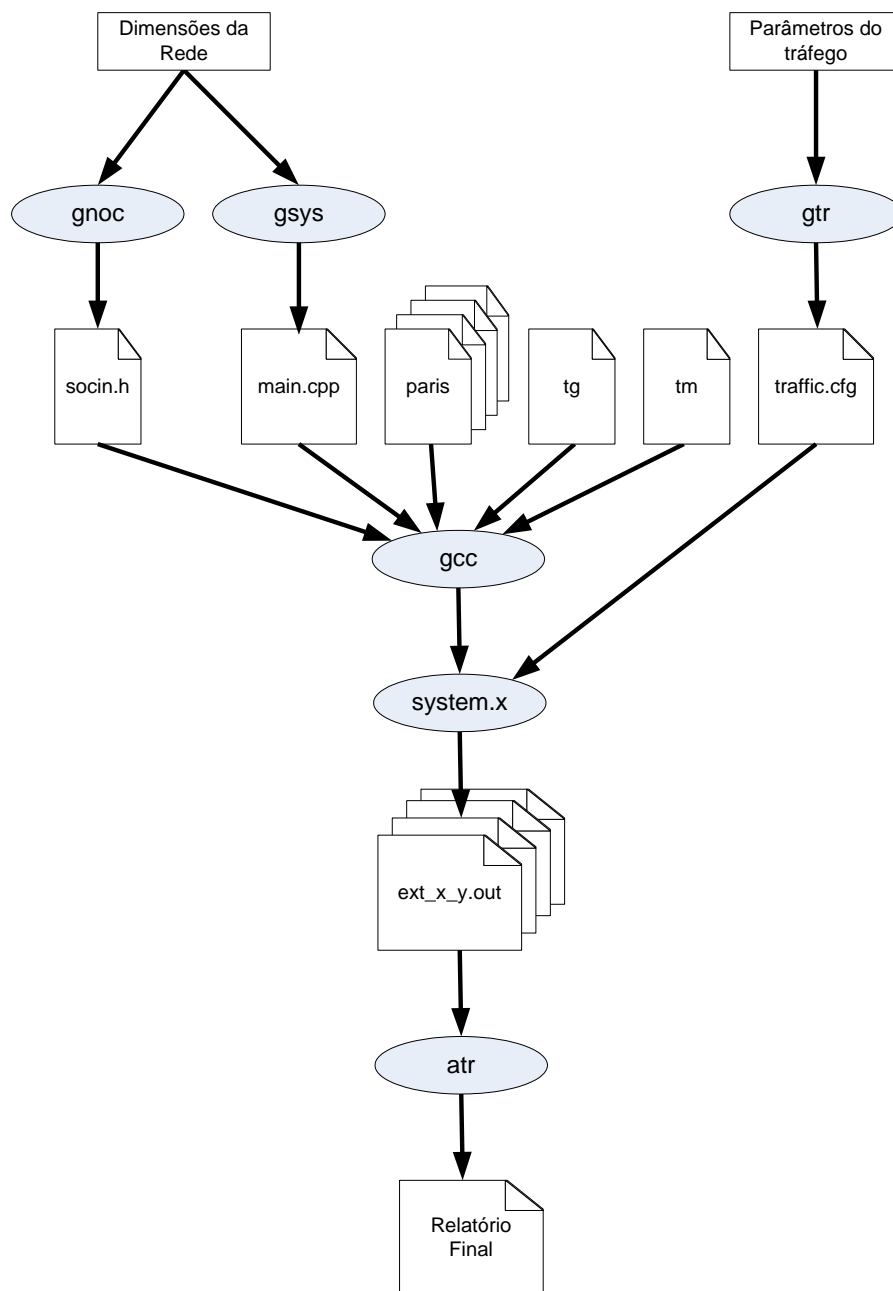 Dimensões da
Rede
Parâmetros do
tráfego
gnoc
gsys
gtr
socin.h
main.cpp
paris
tg
tm
traffic.cfg
gcc
system.x
ext_x_y.out
atr
Relatório
Final